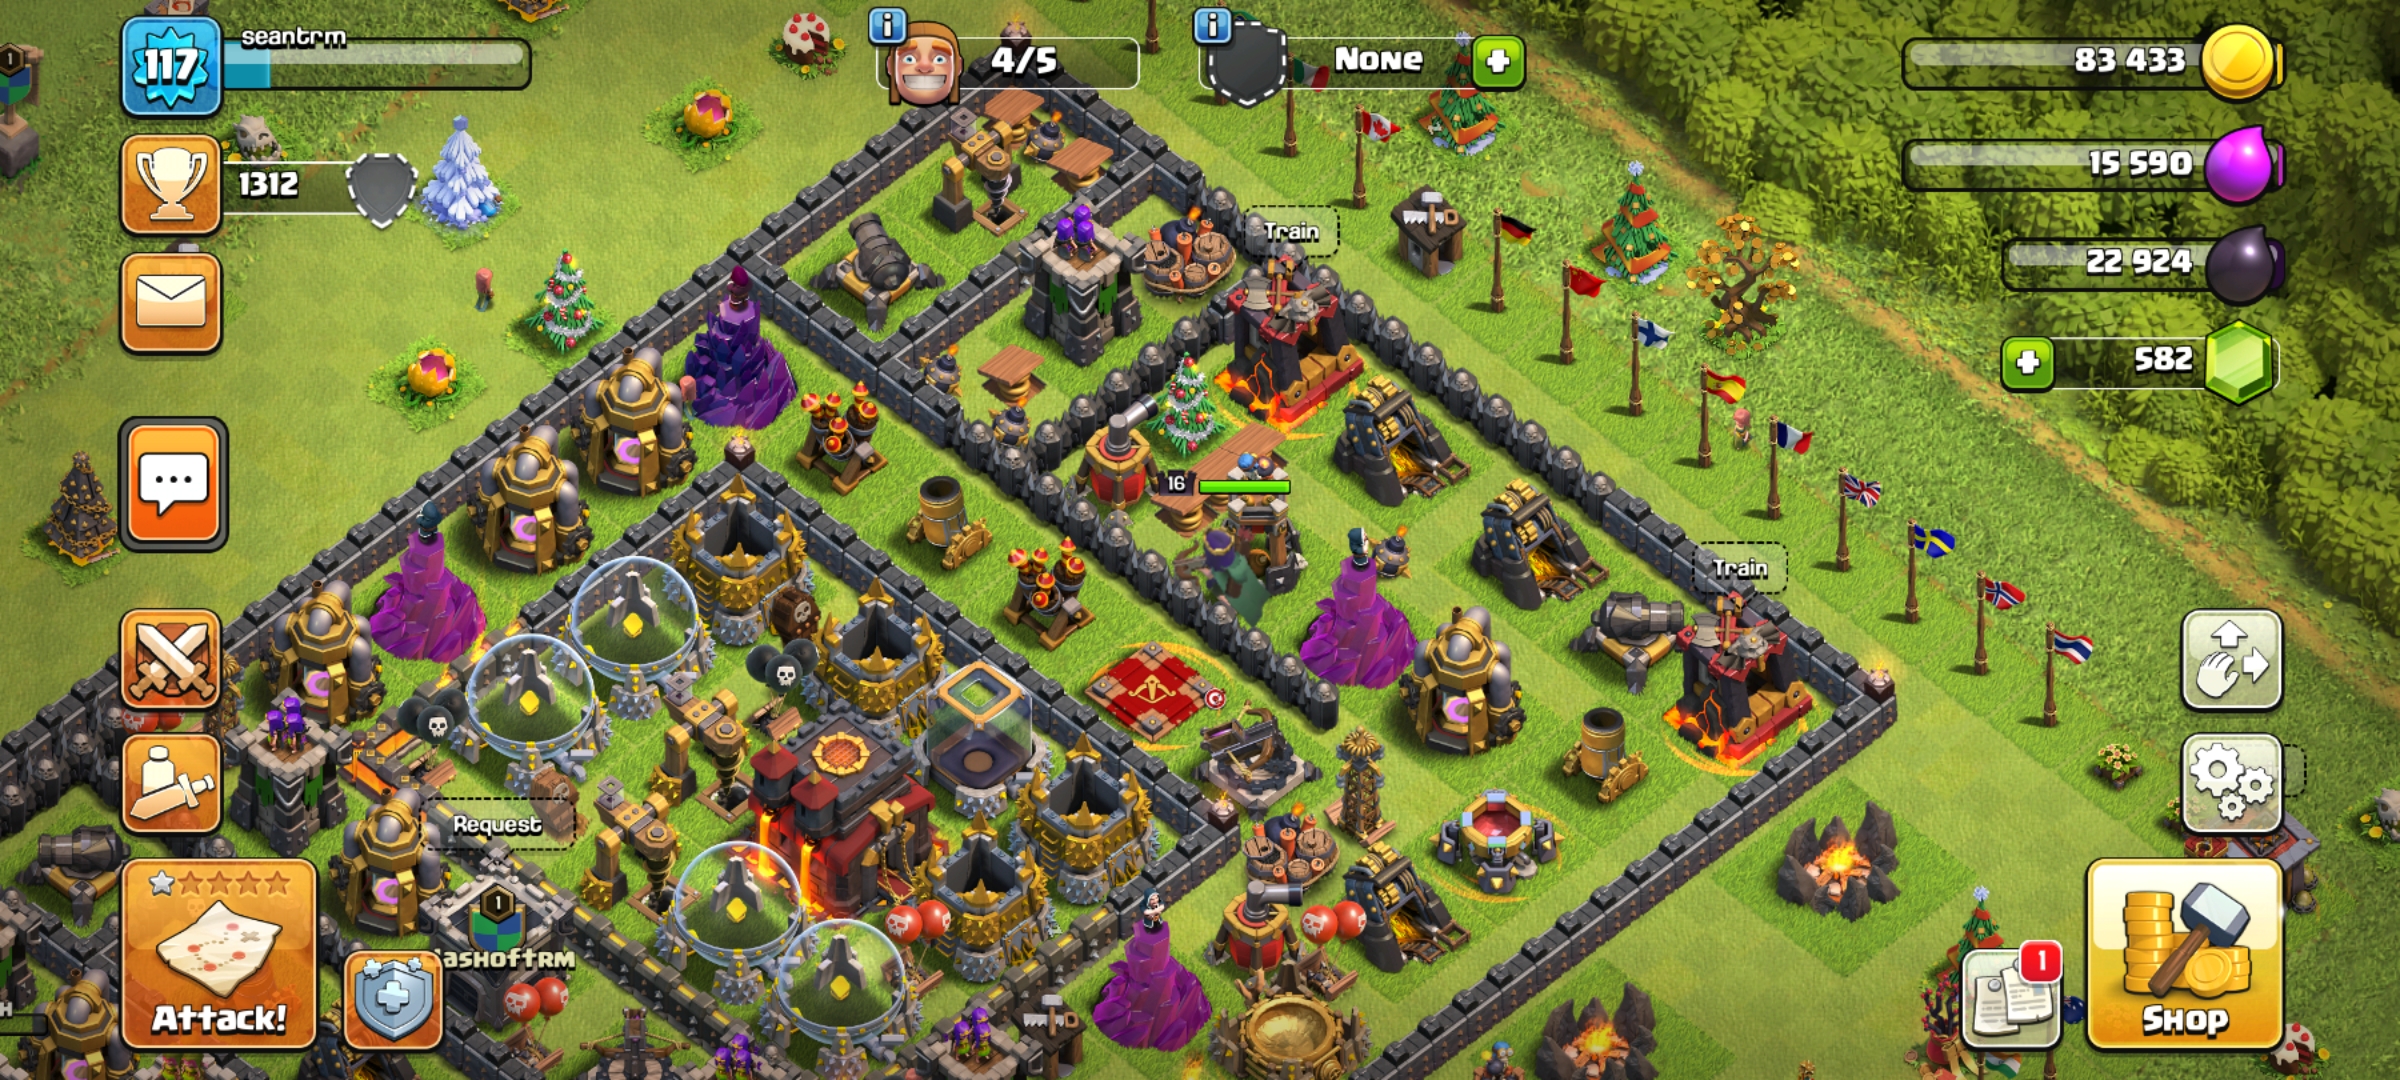 117
seantrm
4/5
None
83 433
1312
15 590
Train
22 924
582
16
Train
Request
1
ashoftrm
Attack!
1
Shop